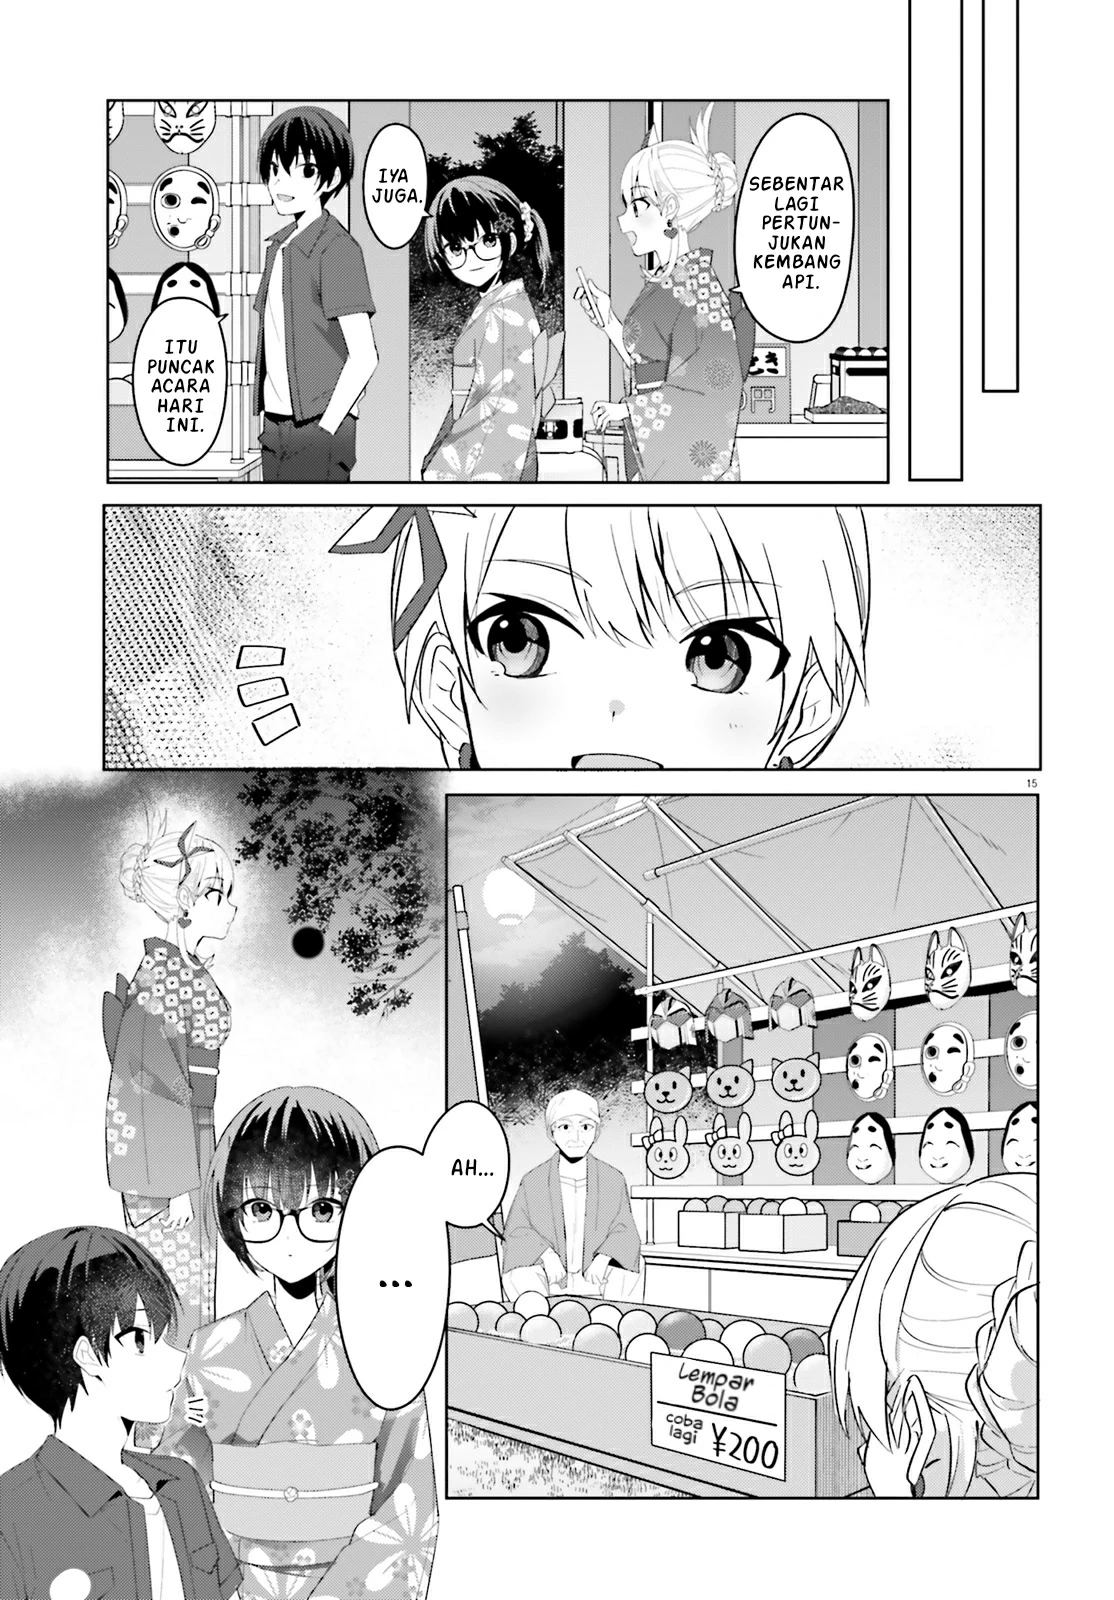 SEBENTAR
LAGI
PERTUN-
JUKAN
KEMBANG
API.
IYA
JUGA.
ITU
PUNCAK
ACARA
HARI
INI.
15
AH...
...
Lempar
Bola
coba
lagi
¥200